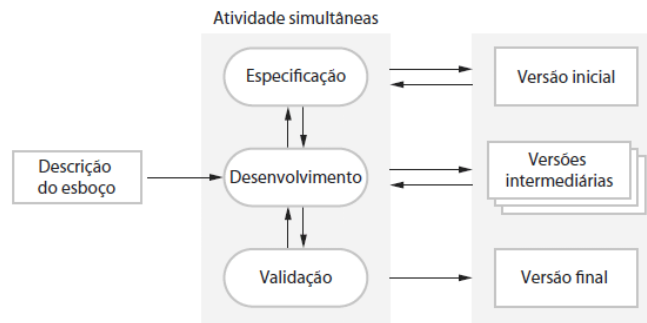 Atividade simultâneas
Especificação
Versão inicial
Descrição
do esboço
Desenvolvimento
Versões
intermediárias
Validação
Versão final